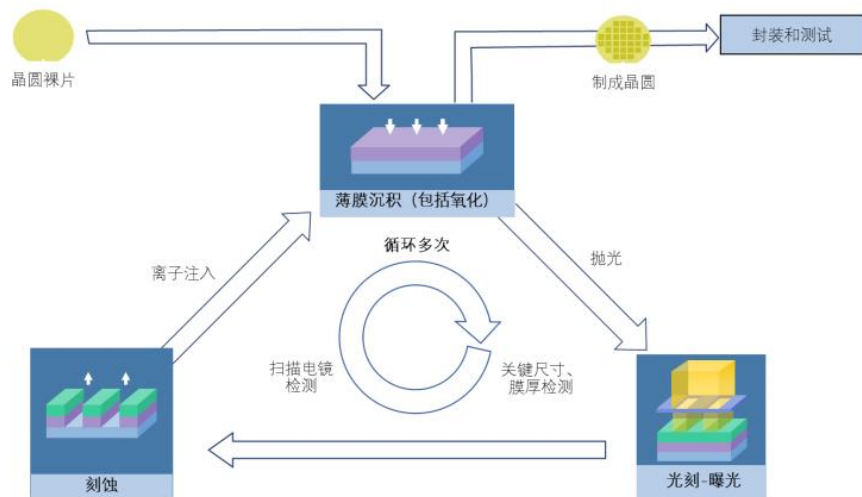 晶圆裸片
制成晶圆
封装和测试
薄膜沉积（包括氧化）
循环多次
离子注入
抛光
扫描电镜
检测
关键尺寸、
膜厚检测
刻蚀
光刻-曝光